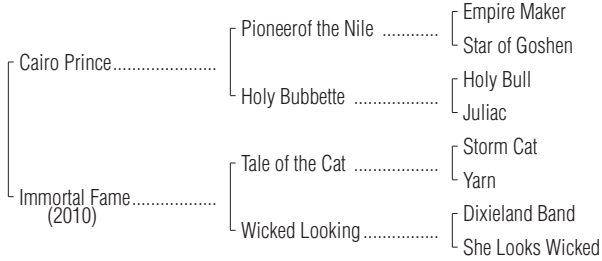 Empire Maker
Pioneerof the Nile ............
Star of Goshen
Cairo Prince......................
Holy Bull
Holy Bubbette ..................
Juliac
Storm Cat
Tale of the Cat ..................
Yarn
Immortal Fame..................
(2010)
Dixieland Band
Wicked Looking................
She Looks Wicked